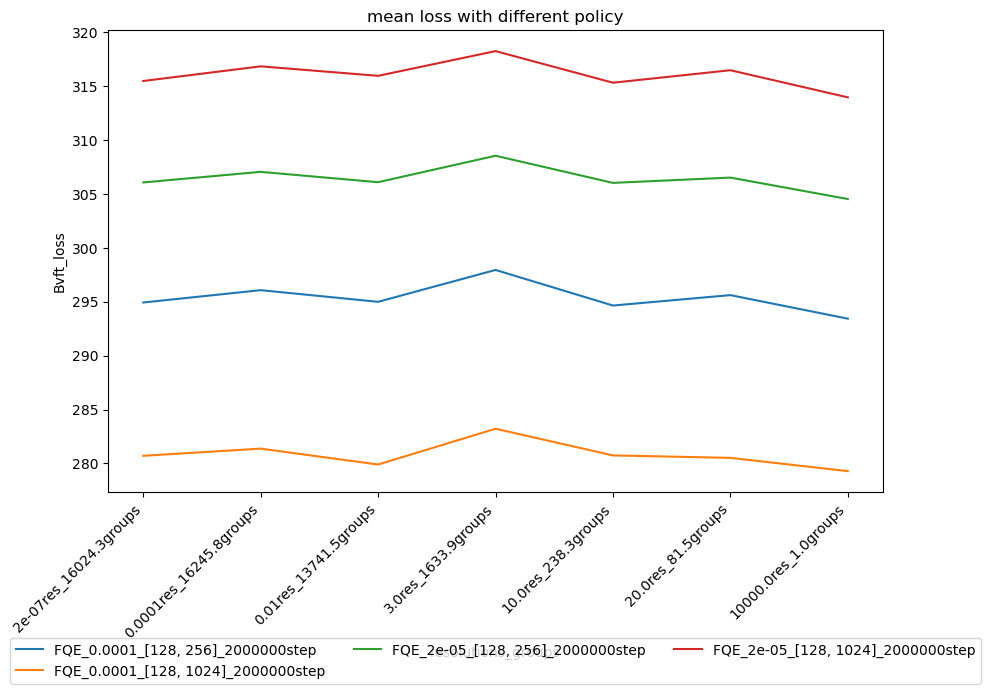 mean loss with different policy
320
315
310
305
300
295
290
285
280
Bvft_loss
2e-07res_16024.3groups
0.0001res_16245.8groups
0.01res_13741.5groups
3.0res_1633.9groups
10.0res_238.3groups
20.0res_81.5groups
10000.0res_1.0groups
FQE_0.0001_[128, 256]_2000000step
FQE_2e-05_[128, 256]_2000000step
FQE_2e-05_[128, 1024]_2000000step
FQE_0.0001_[128, 1024]_2000000step